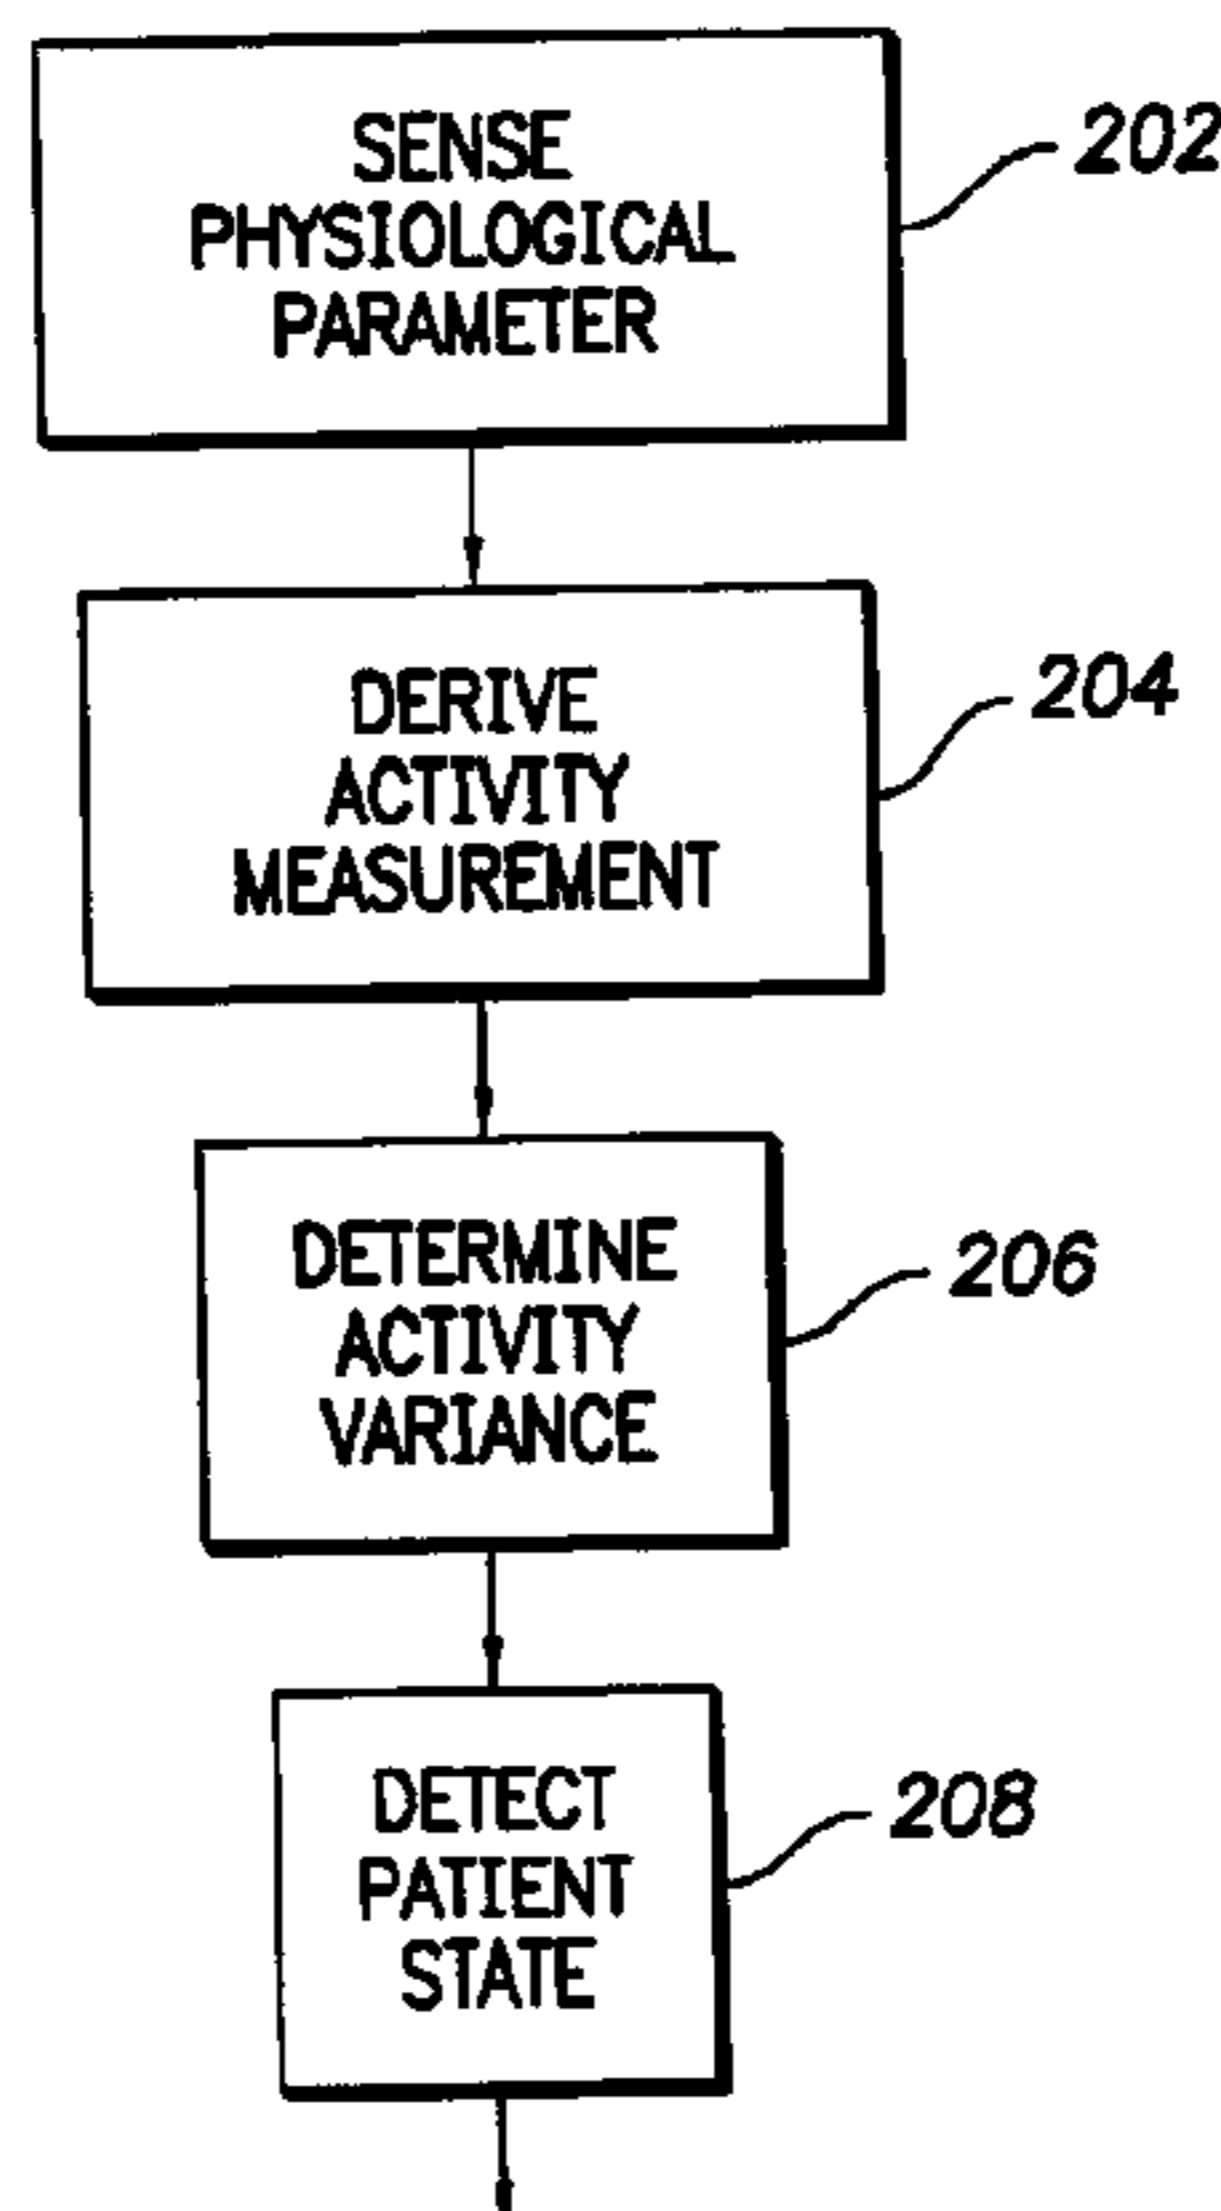 SENSE
PHYSIOLOGICAL
PARAMETER
202
DERIVE
ACTIVITY
MEASUREMENT
204
DETERMINE
ACTIVITY
VARIANCE
206
DETECT
PATIENT
STATE
208